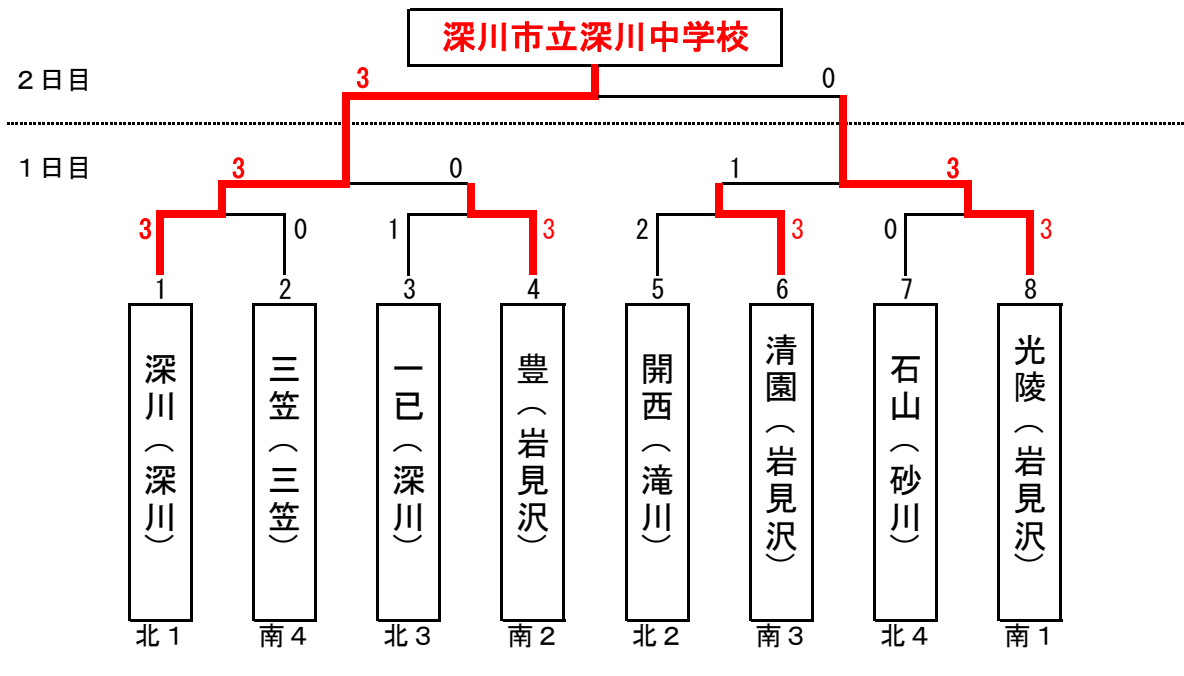 深川市立深川中学校
２日目
3 0
１日目
3 0 1 3
3 0 1 3 2 3 0 3
1 2 3 4 5 6 7 8
深川（深川）
三笠（三笠）
一已（深川）
豊（岩見沢）
開西（滝川）
清園（岩見沢）
石山（砂川）
光陵（岩見沢）
北１ 南４ 北３ 南２ 北２ 南３ 北４ 南１